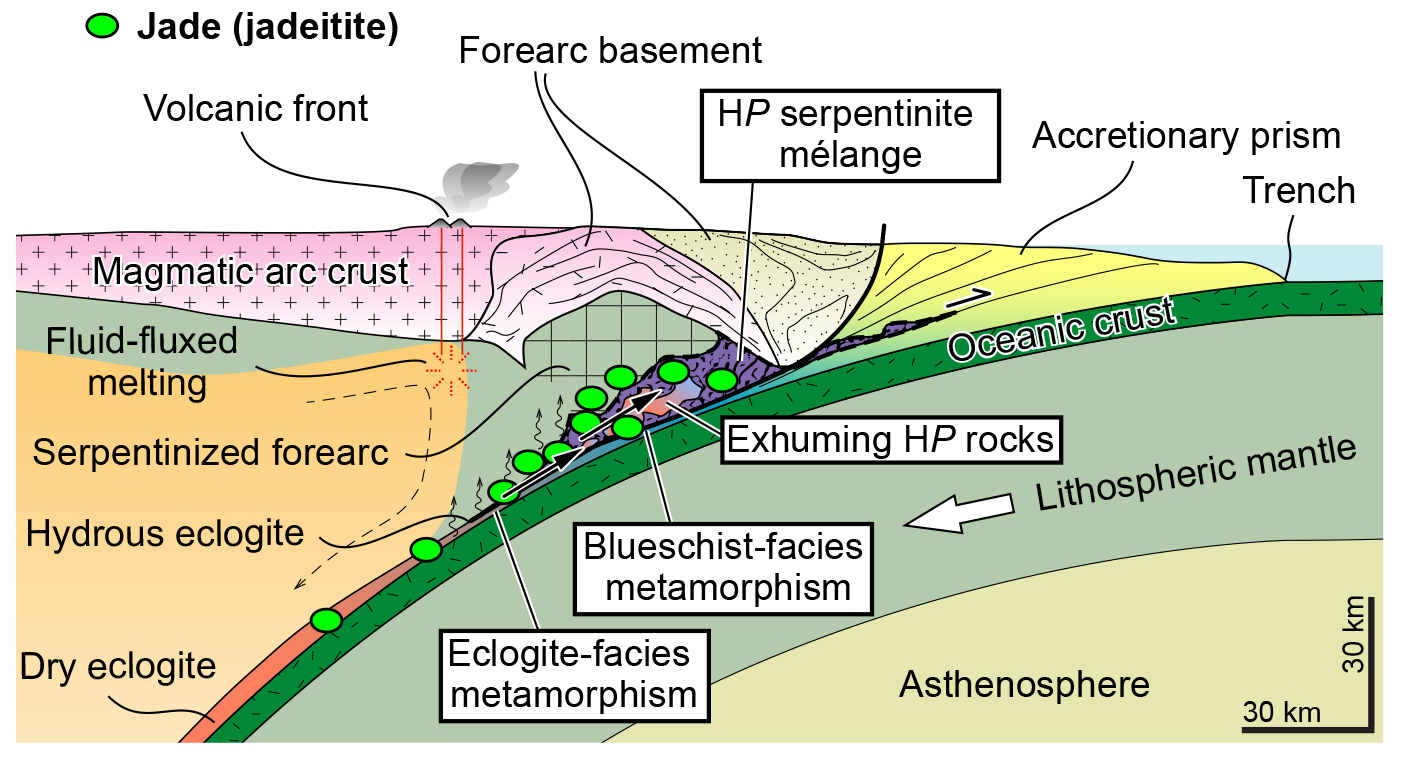 Jade (jadeitite)
Forearc basement
Volcanic front
HP serpentinite
mélange
Accretionary prism
Trench
Magmatic arc crust
Oceanic crust
Fluid-fluxed
melting
Serpentinized forearc
Exhuming HP rocks
Lithospheric mantle
Hydrous eclogite
Blueschist-facies
metamorphism
Eclogite-facies
metamorphism
Dry eclogite
Asthenosphere
30 km
30 km